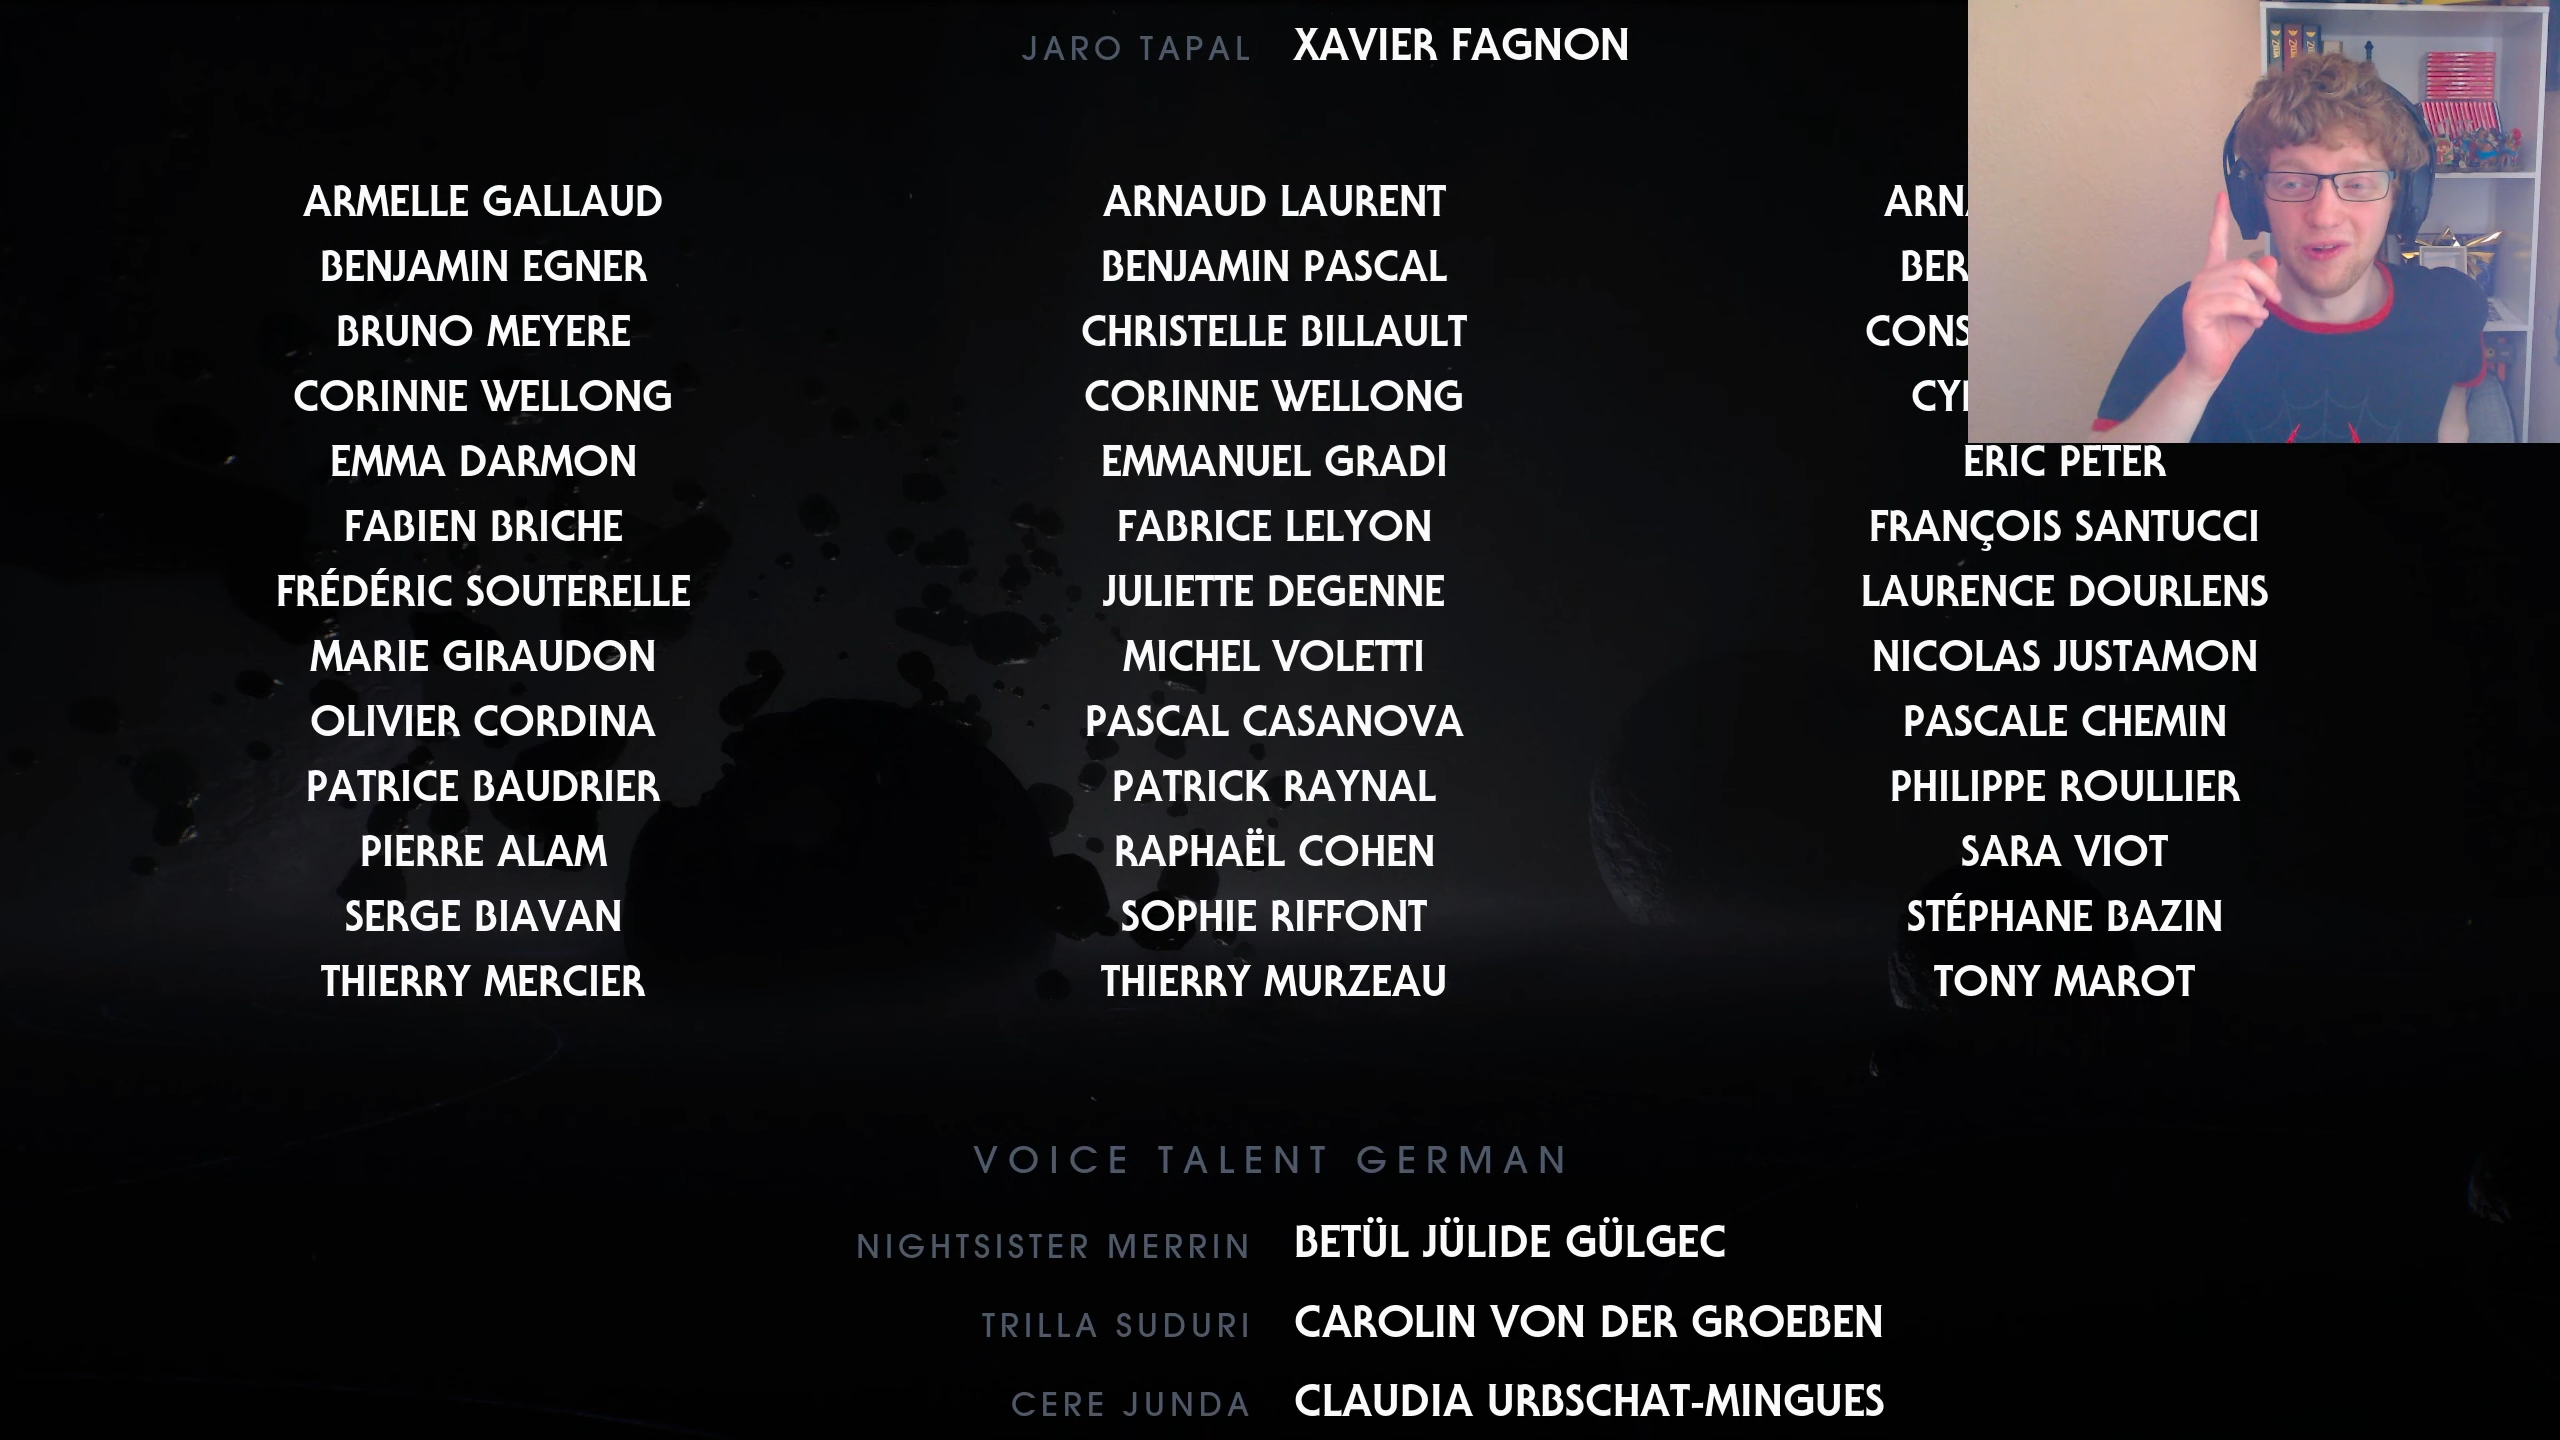 JARO TAPAL XAVIER FAGNON
ARMELLE GALLAUD ARNAUD LAURENT
BENJAMIN EGNER BENJAMIN PASCAL
BRUNO MEYERE CHRISTELLE BILLAULT
CORINNE WELLONG CORINNE WELLONG
EMMA DARMON EMMANUEL GRADI ERIC PETER
FABIEN BRICHE FABRICE LELYON FRANÇOIS SANTUCCI
FRÉDÉRIC SOUTERELLE JULIETTE DEGENNE LAURENCE DOURLENS
MARIE GIRAUDON MICHEL VOLETTI NICOLAS JUSTAMON
OLIVIER CORDINA PASCAL CASANOVA PASCALE CHEMIN
PATRICE BAUDRIER PATRICK RAYNAL PHILIPPE ROULLIER
PIERRE ALAM RAPHAËL COHEN SARA VIOT
SERGE BIAVAN SOPHIE RIFFONT STÉPHANE BAZIN
THIERRY MERCIER THIERRY MURZEAU TONY MAROT
VOICE TALENT GERMAN
NIGHTSISTER MERRIN BETÜL JÜLIDE GÜLGEC
TRILLA SUDURI CAROLIN VON DER GROEBEN
CERE JUNDA CLAUDIA URBSCHAT-MINGUES